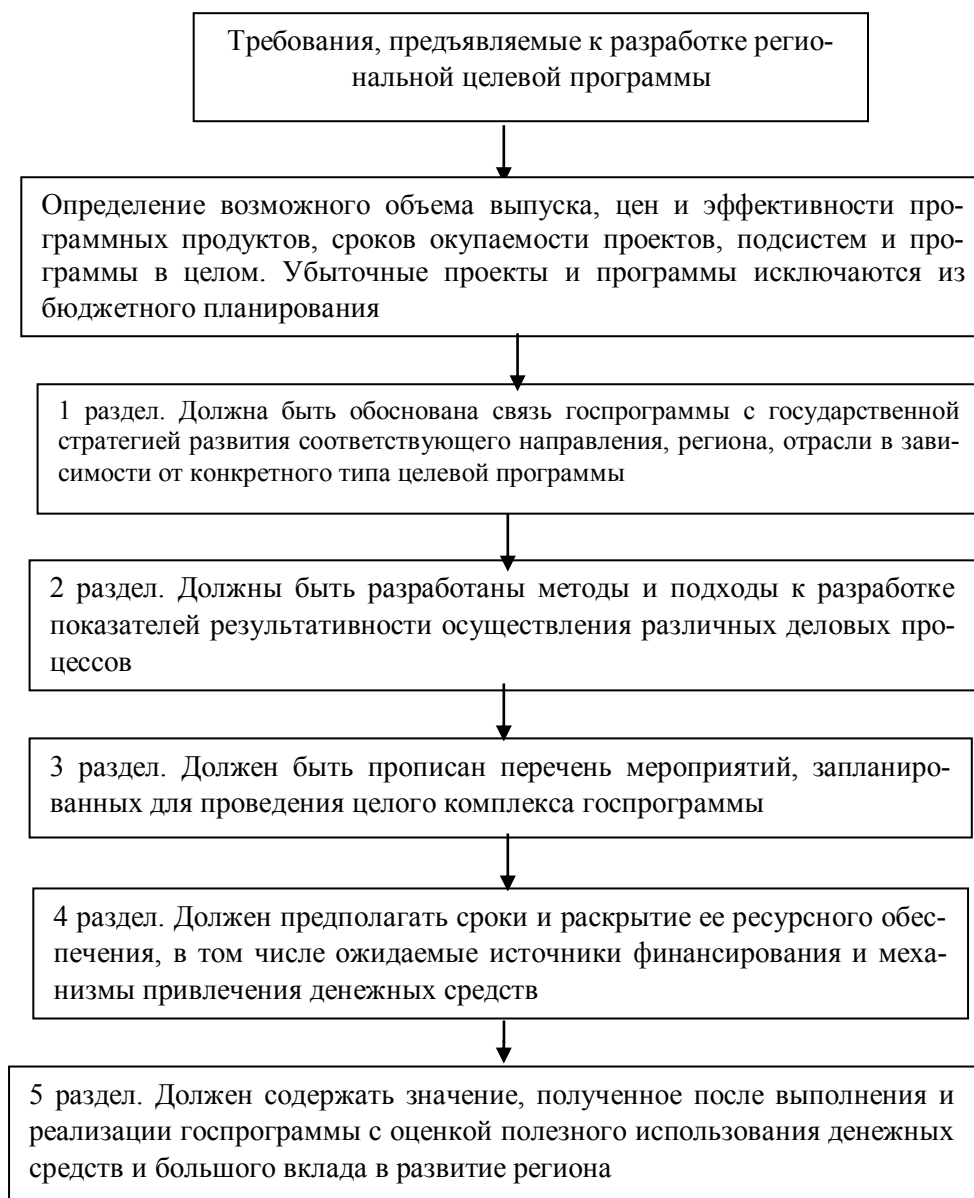 Требования, предъявляемые к разработке регио-
нальной целевой программы
Определение возможного объема выпуска, цен и эффективности про-
граммных продуктов, сроков окупаемости проектов, подсистем и про-
граммы в целом. Убыточные проекты и программы исключаются из
бюджетного планирования
1 раздел. Должна быть обоснована связь госпрограммы с государственной
стратегией развития соответствующего направления, региона, отрасли в зави-
симости от конкретного типа целевой программы
2 раздел. Должны быть разработаны методы и подходы к разработке
показателей результативности осуществления различных деловых про-
цессов
3 раздел. Должен быть прописан перечень мероприятий, запланиро-
ванных для проведения целого комплекса госпрограммы
4 раздел. Должен предполагать сроки и раскрытие ее ресурсного обес-
печения, в том числе ожидаемые источники финансирования и меха-
низмы привлечения денежных средств
5 раздел. Должен содержать значение, полученное после выполнения и
реализации госпрограммы с оценкой полезного использования денежных
средств и большого вклада в развитие региона